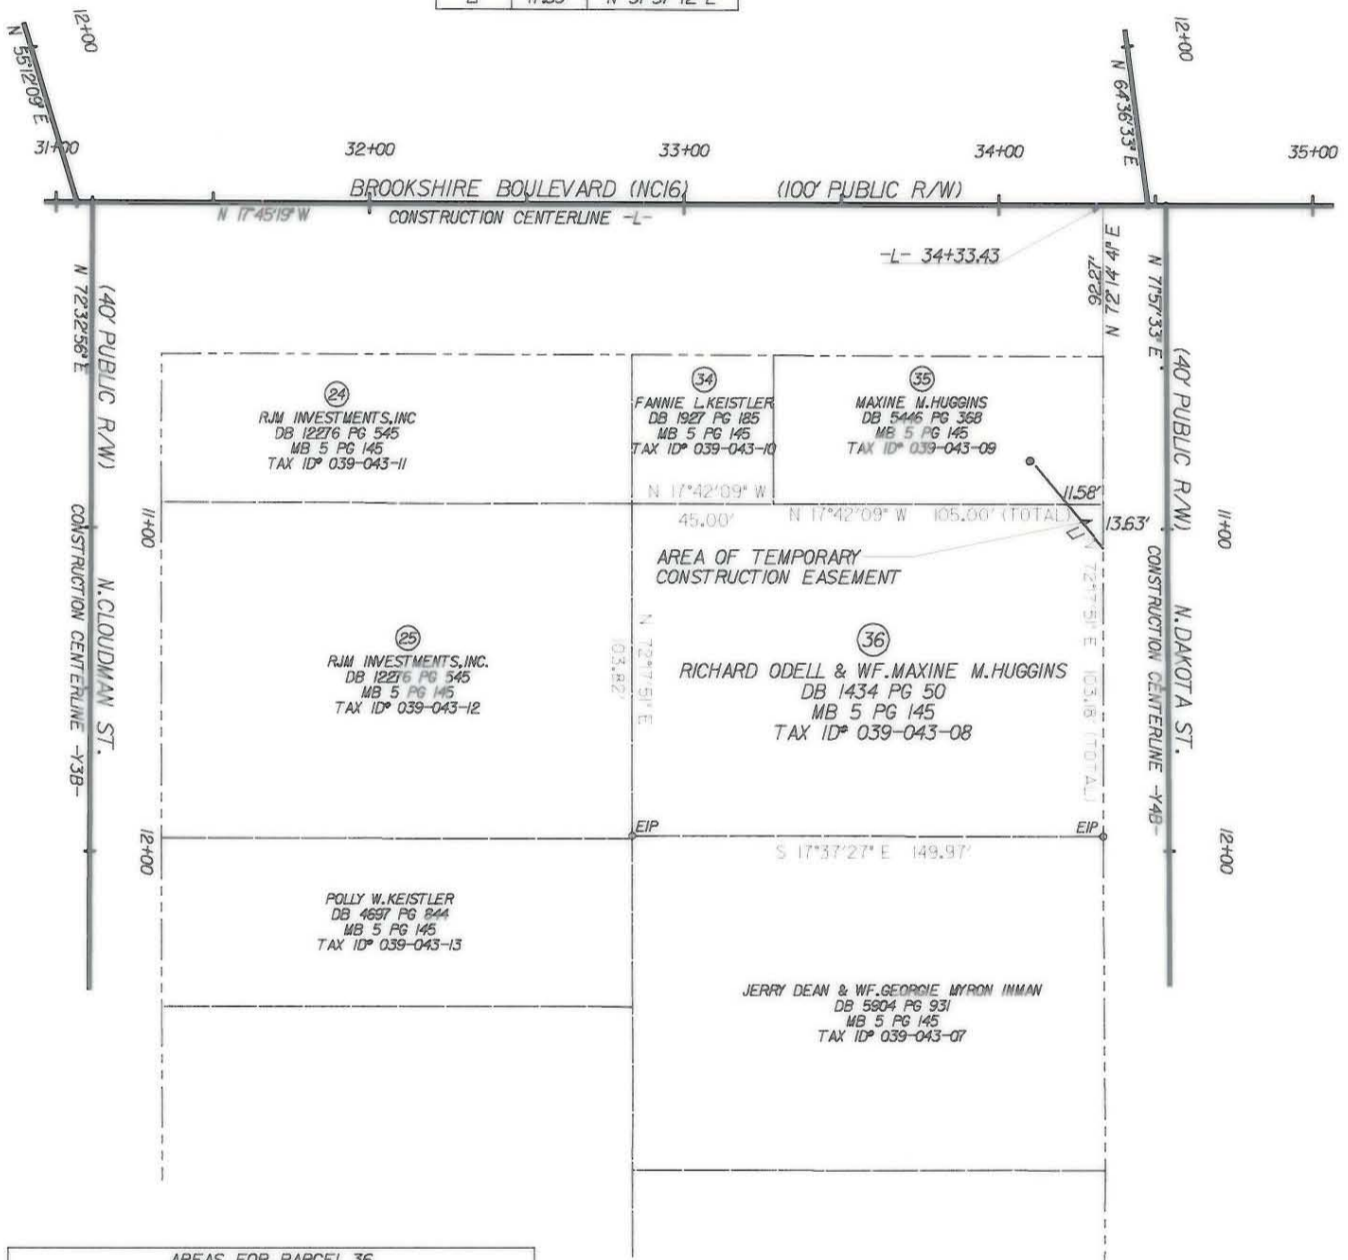 12+00
12+00
N 55°12'09" E
N 64°36'33" E
31+00
32+00
33+00
34+00
35+00
BROOKSHIRE BOULEVARD (NC16)
(100' PUBLIC R/W)
N 17°45'19" W
CONSTRUCTION CENTERLINE -L-
-L- 34+33.43
N 72°14'41" E
92.27'
N 72°32'56" E
(40' PUBLIC R/W)
N 71°57'33" E
(40' PUBLIC R/W)
24
RJM INVESTMENTS,INC
DB 12276 PG 545
MB 5 PG 145
TAX ID# 039-043-11
34
FANNIE L.KEISTLER
DB 1927 PG 185
MB 5 PG 145
TAX ID# 039-043-10
35
MAXINE M.HUGGINS
DB 5446 PG 368
MB 5 PG 145
TAX ID# 039-043-09
N 17°42'09" W
45.00'
N 17°42'09" W 105.00' (TOTAL)
11.58'
13.63'
11+00
11+00
AREA OF TEMPORARY
CONSTRUCTION EASEMENT
CONSTRUCTION CENTERLINE -Y3B-
N.CLOUDMAN ST.
25
RJM INVESTMENTS,INC.
DB 12276 PG 545
MB 5 PG 145
TAX ID# 039-043-12
N 72°17'51" E
103.82'
36
RICHARD ODELL & WF.MAXINE M.HUGGINS
DB 1434 PG 50
MB 5 PG 145
TAX ID# 039-043-08
N 72°17'51" E 103.18' (TOTAL)
CONSTRUCTION CENTERLINE -Y4B-
N.DAKOTA ST.
12+00
EIP
EIP
12+00
S 17°37'27" E 149.97'
POLLY W.KEISTLER
DB 4697 PG 844
MB 5 PG 145
TAX ID# 039-043-13
JERRY DEAN & WF.GEORGIE MYRON INMAN
DB 5904 PG 931
MB 5 PG 145
TAX ID# 039-043-07
AREAS FOR PARCEL 36